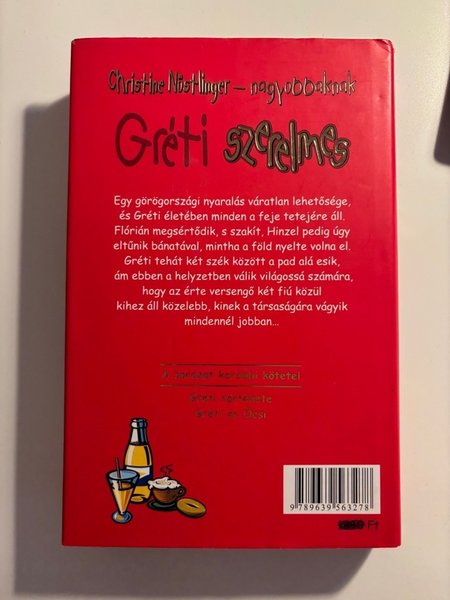 Christine Nöstlinger – nagyobbaknak
Gréti szerelmes
Egy görögországi nyaralás váratlan lehetősége,
és Gréti életében minden a feje tetejére áll.
Flórián megsértődik, s szakít, Hinzel pedig úgy
eltűnik bánatával, mintha a föld nyelte volna el.
Gréti tehát két szék között a pad alá esik,
ám ebben a helyzetben válik világossá számára,
hogy az érte versengő két fiú közül
kihez áll közelebb, kinek a társaságára vágyik
mindennél jobban...
A sorozat korábbi kötetei
Gréti története
Gréti és
9 789639 563278
Ft